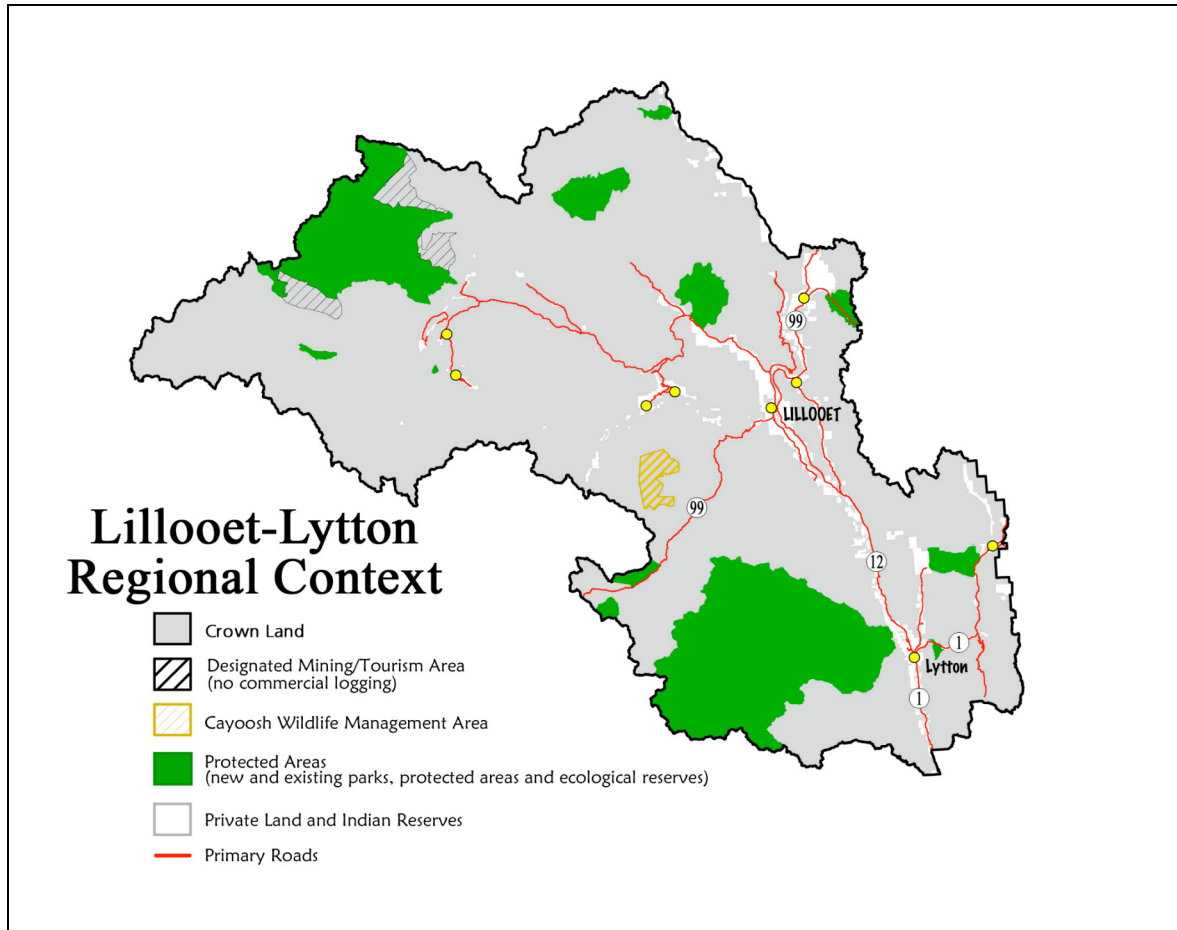 99
LILLOOET
99
Lillooet-Lytton
Regional Context
12
1
Lytton
1
Crown Land
Designated Mining/Tourism Area
(no commercial logging)
Cayoosh Wildlife Management Area
Protected Areas
(new and existing parks, protected areas and ecological reserves)
Private Land and Indian Reserves
Primary Roads